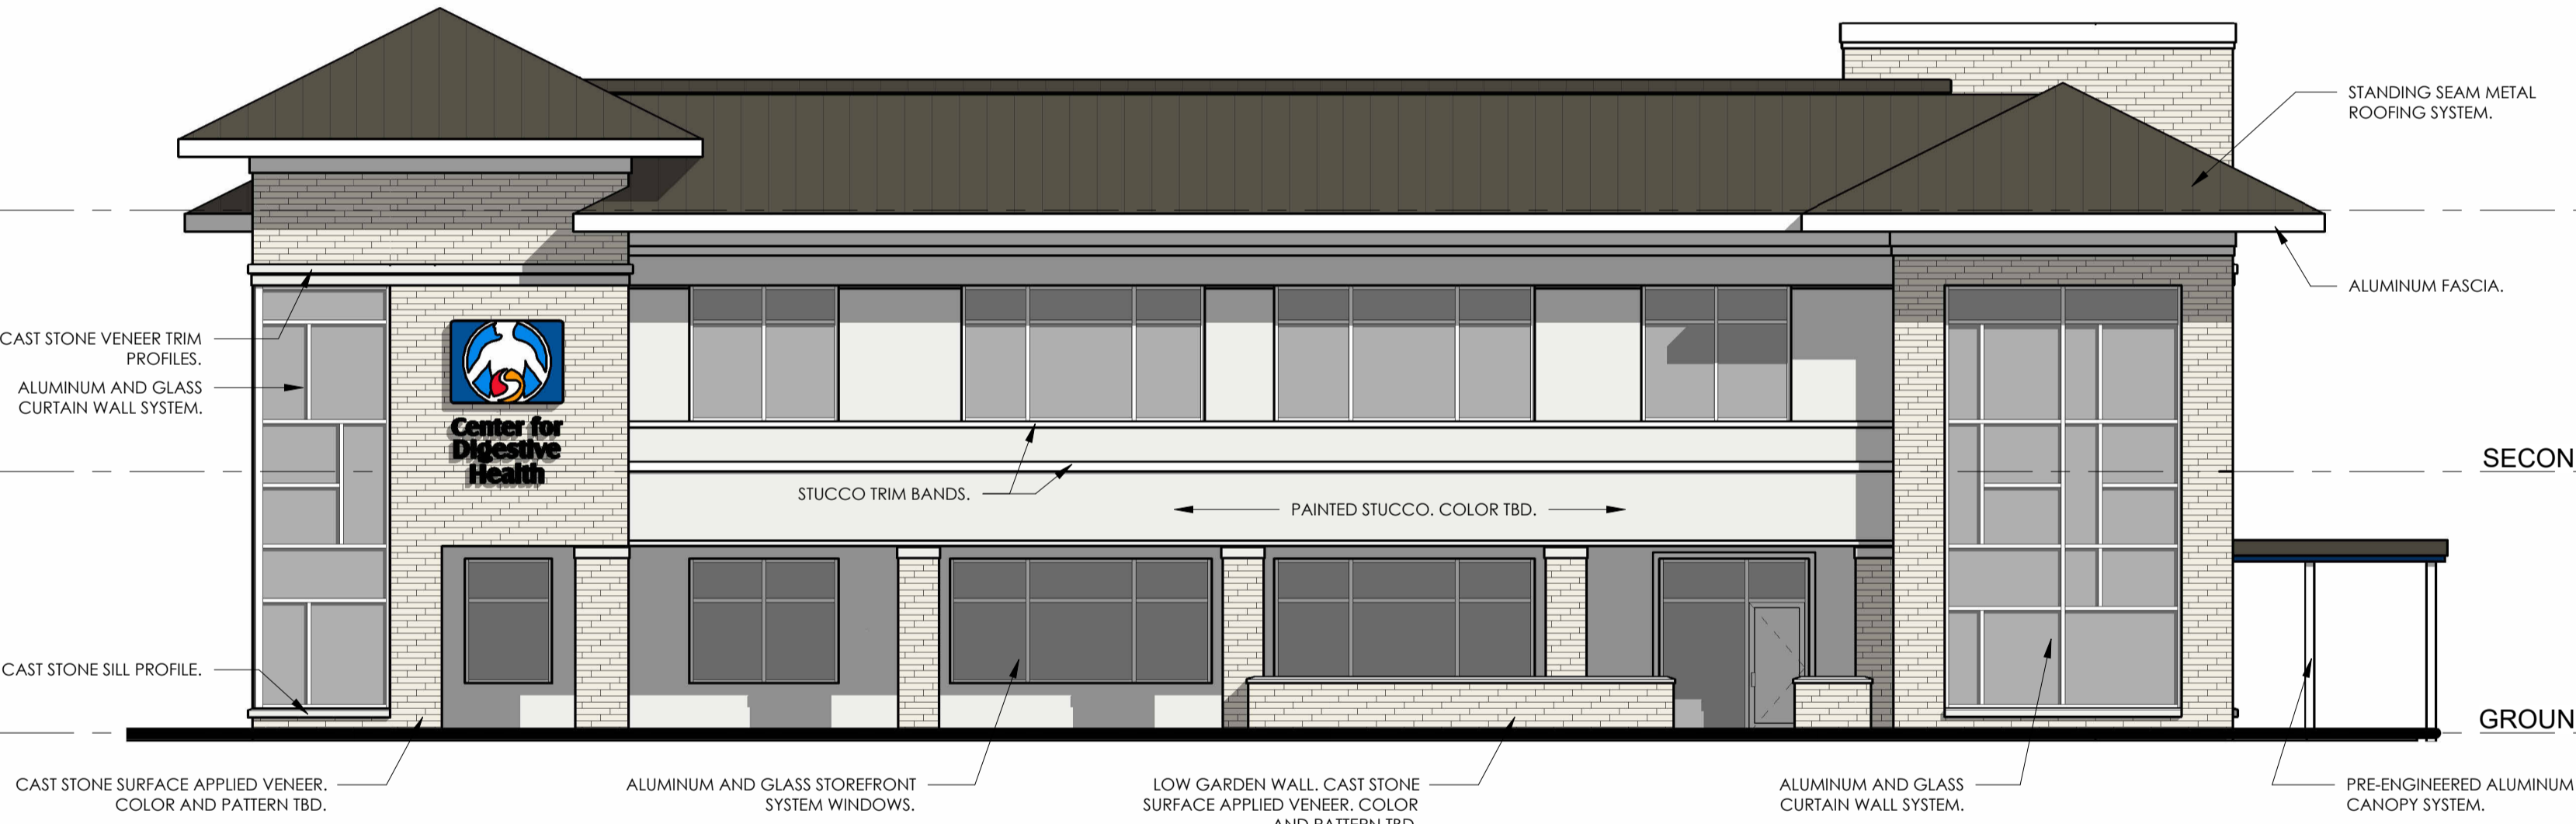 STANDING SEAM METAL
ROOFING SYSTEM.
ALUMINUM FASCIA.
CAST STONE VENEER TRIM
PROFILES.
ALUMINUM AND GLASS
CURTAIN WALL SYSTEM.
Center for
Digestive
Health
SECON
STUCCO TRIM BANDS.
PAINTED STUCCO. COLOR TBD.
CAST STONE SILL PROFILE.
GROUN
CAST STONE SURFACE APPLIED VENEER.
COLOR AND PATTERN TBD.
ALUMINUM AND GLASS STOREFRONT
SYSTEM WINDOWS.
LOW GARDEN WALL. CAST STONE
SURFACE APPLIED VENEER. COLOR
AND PATTERN TBD.
ALUMINUM AND GLASS
CURTAIN WALL SYSTEM.
PRE-ENGINEERED ALUMINUM
CANOPY SYSTEM.